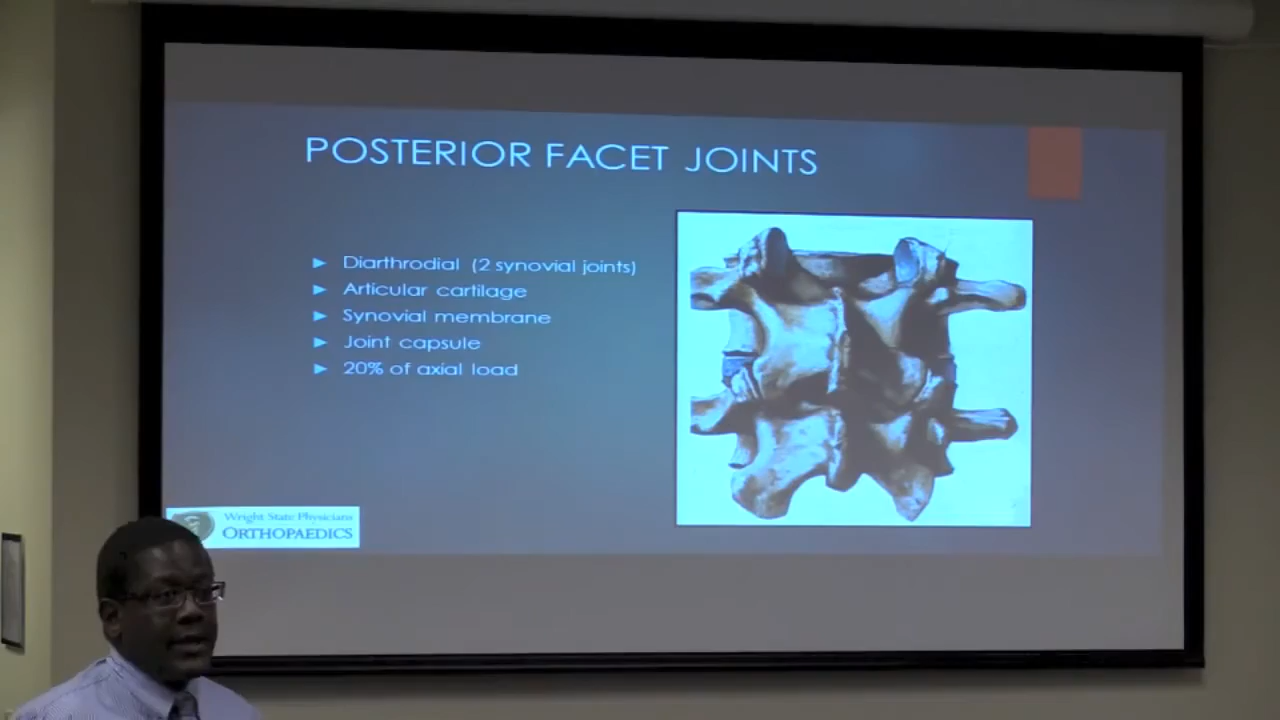 POSTERIOR FACET JOINTS
Diarthrodial (2 synovial joints)
Articular cartilage
Synovial membrane
Joint capsule
20% of axial load
Wright State Physicians
ORTHOPAEDICS